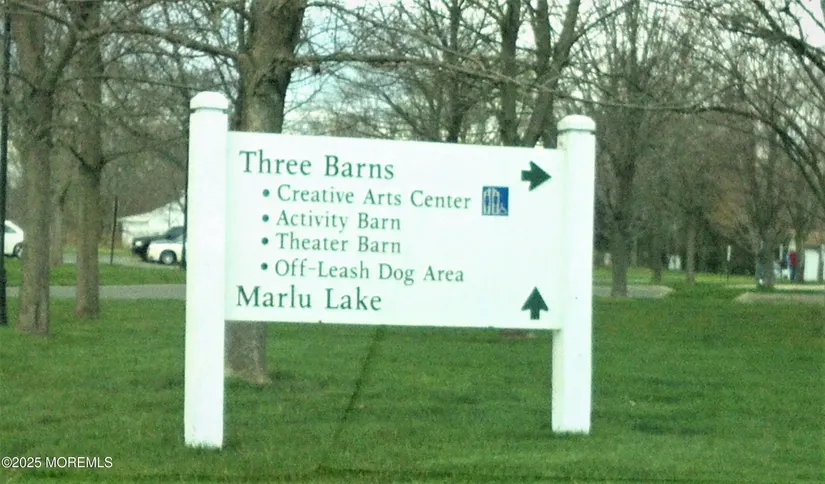 Three Barns
• Creative Arts Center
• Activity Barn
• Theater Barn
• Off-Leash Dog Area
Marlu Lake
©2025 MOREMLS